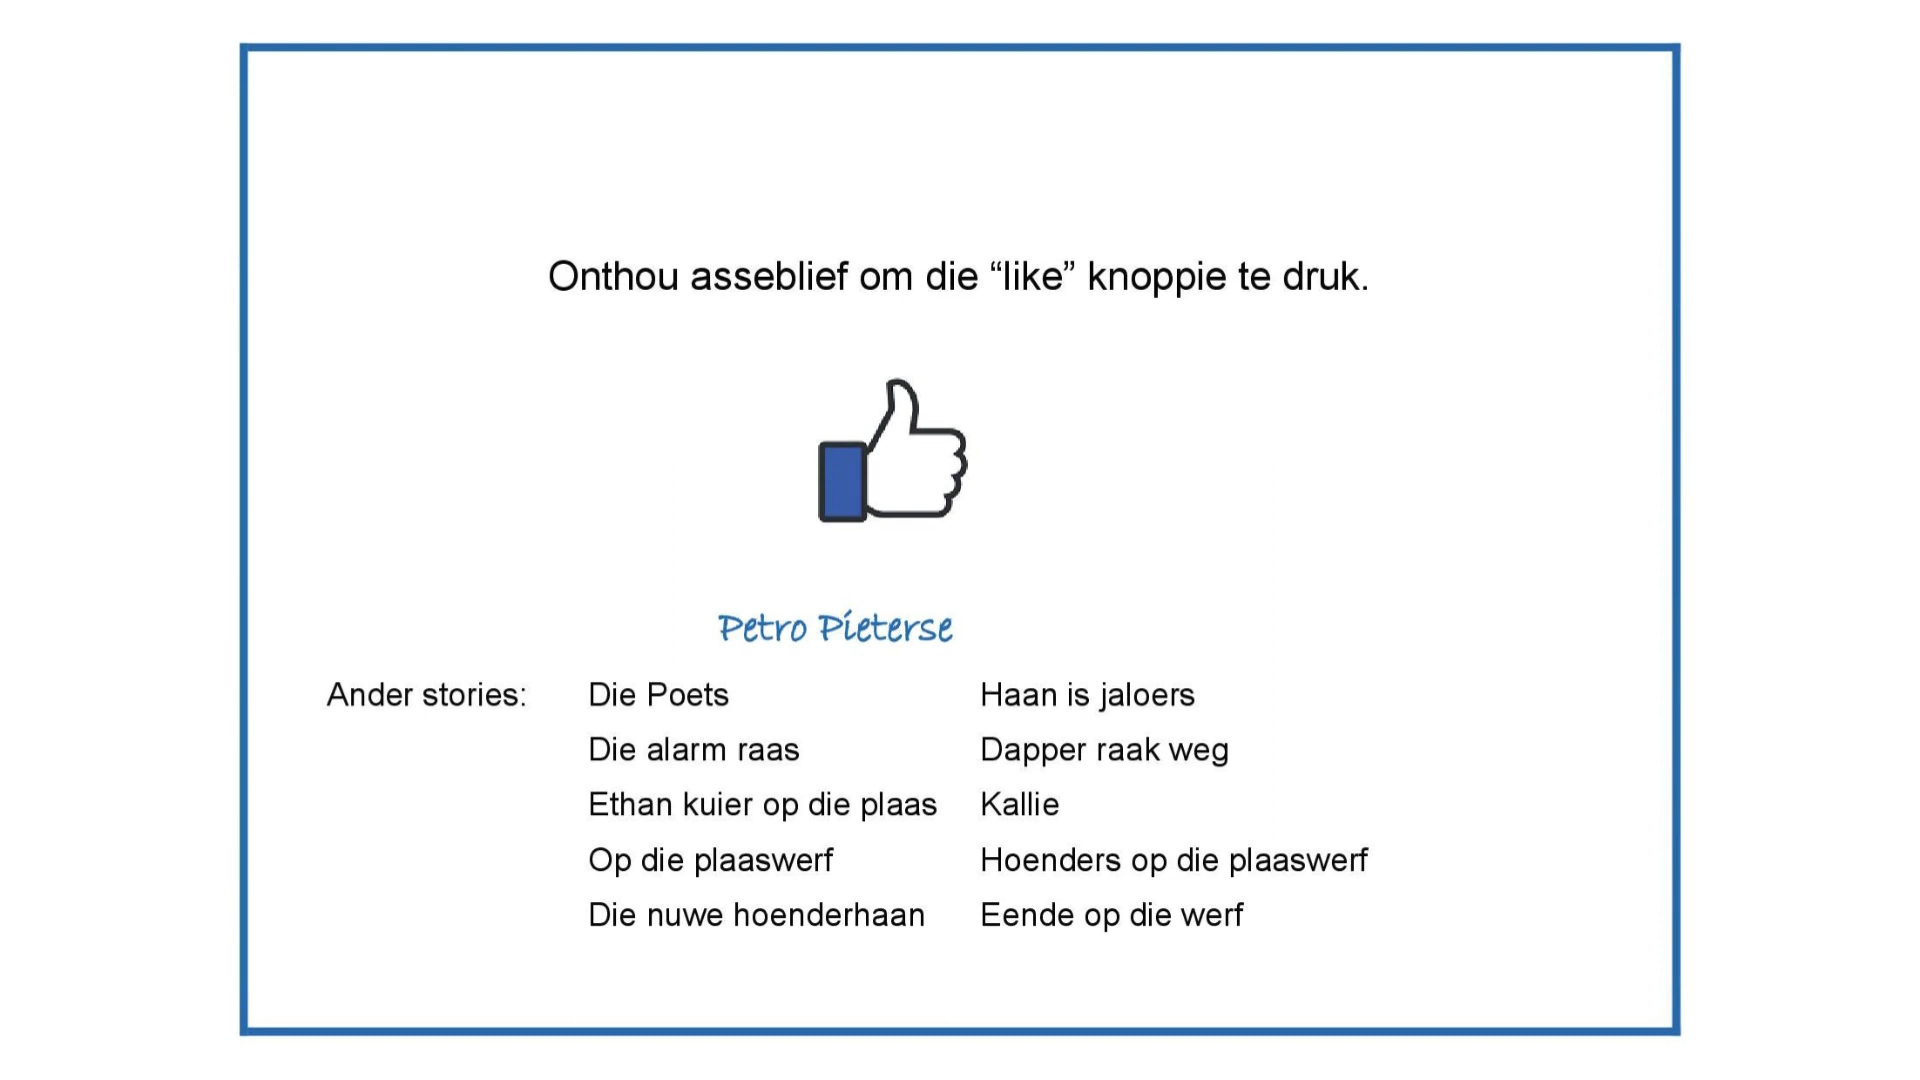 Onthou asseblief om die “like” knoppie te druk.
Petro Pieterse
Ander stories: Die Poets Haan is jaloers
Die alarm raas Dapper raak weg
Ethan kuier op die plaas Kallie
Op die plaaswerf Hoenders op die plaaswerf
Die nuwe hoenderhaan Eende op die werf